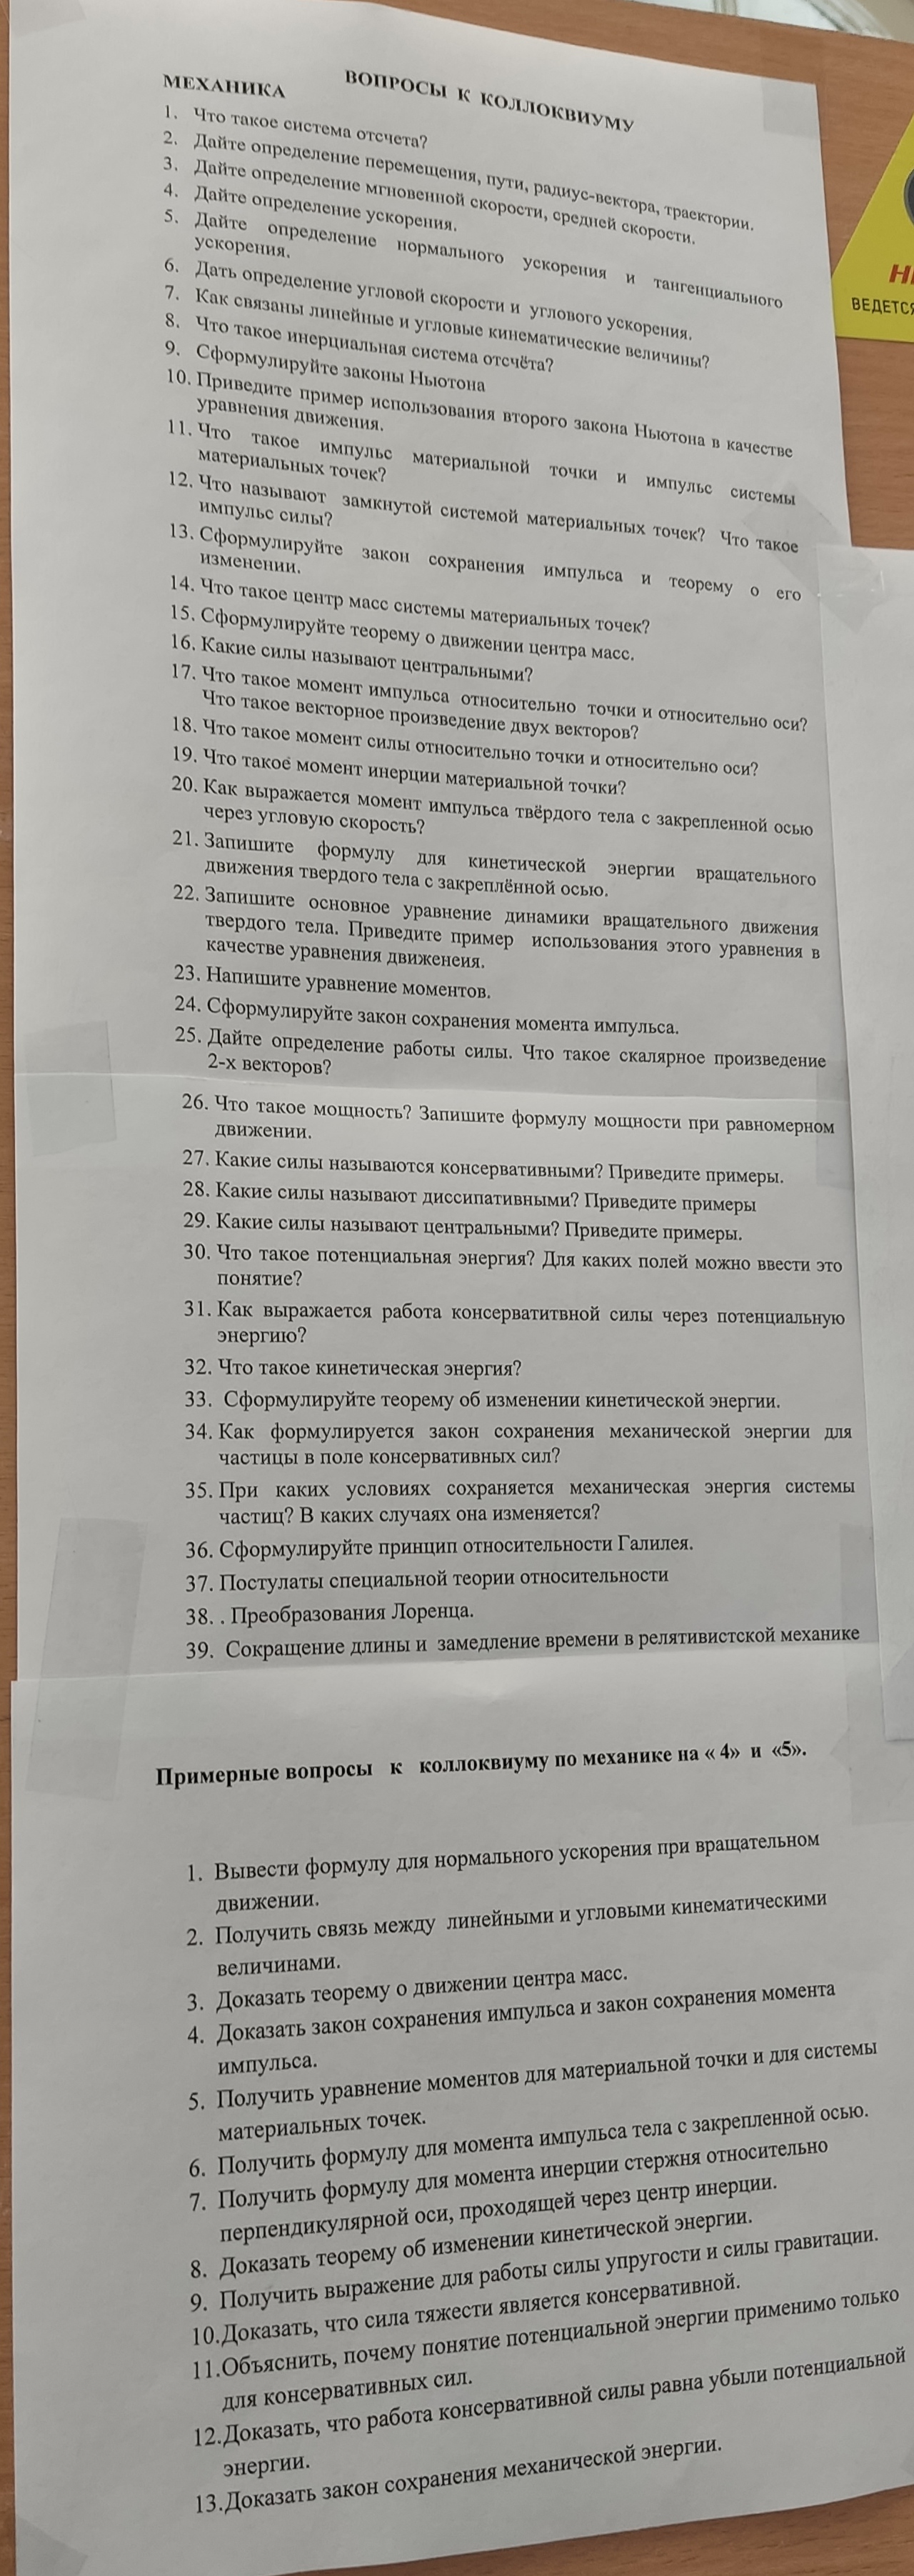 ВОПРОСЫ К КОЛЛОКВИУМУ
МЕХАНИКА
1. Что такое система отсчета?
2. Дайте определение перемещения, пути, радиус-вектора, траектории.
3. Дайте определение мгновенной скорости, средней скорости.
4. Дайте определение ускорения.
5. Дайте определение нормального ускорения и тангенциального
ускорения.
6. Дать определение угловой скорости и углового ускорения.
7. Как связаны линейные и угловые кинематические величины?
8. Что такое инерциальная система отсчёта?
9. Сформулируйте законы Ньютона
10. Приведите пример использования второго закона Ньютона в качестве
уравнения движения.
11. Что такое импульс материальной точки и импульс системы
материальных точек?
12. Что называют замкнутой системой материальных точек? Что такое
импульс силы?
13. Сформулируйте закон сохранения импульса и теорему о его
изменении.
14. Что такое центр масс системы материальных точек?
15. Сформулируйте теорему о движении центра масс.
16. Какие силы называют центральными?
17. Что такое момент импульса относительно точки и относительно оси?
Что такое векторное произведение двух векторов?
18. Что такое момент силы относительно точки и относительно оси?
19. Что такое момент инерции материальной точки?
20. Как выражается момент импульса твёрдого тела с закрепленной осью
через угловую скорость?
21. Запишите формулу для кинетической энергии вращательного
движения твердого тела с закреплённой осью.
22. Запишите основное уравнение динамики вращательного движения
твердого тела. Приведите пример использования этого уравнения в
качестве уравнения движенеия.
23. Напишите уравнение моментов.
24. Сформулируйте закон сохранения момента импульса.
25. Дайте определение работы силы. Что такое скалярное произведение
2-х векторов?
26. Что такое мощность? Запишите формулу мощности при равномерном
движении.
27. Какие силы называются консервативными? Приведите примеры.
28. Какие силы называют диссипативными? Приведите примеры
29. Какие силы называют центральными? Приведите примеры.
30. Что такое потенциальная энергия? Для каких полей можно ввести это
понятие?
31. Как выражается работа консерватитвной силы через потенциальную
энергию?
32. Что такое кинетическая энергия?
33. Сформулируйте теорему об изменении кинетической энергии.
34. Как формулируется закон сохранения механической энергии для
частицы в поле консервативных сил?
35. При каких условиях сохраняется механическая энергия системы
частиц? В каких случаях она изменяется?
36. Сформулируйте принцип относительности Галилея.
37. Постулаты специальной теории относительности
38. . Преобразования Лоренца.
39. Сокращение длины и замедление времени в релятивистской механике
Примерные вопросы к коллоквиуму по механике на « 4» и «5».
1. Вывести формулу для нормального ускорения при вращательном
движении.
2. Получить связь между линейными и угловыми кинематическими
величинами.
3. Доказать теорему о движении центра масс.
4. Доказать закон сохранения импульса и закон сохранения момента
импульса.
5. Получить уравнение моментов для материальной точки и для системы
материальных точек.
6. Получить формулу для момента импульса тела с закрепленной осью.
7. Получить формулу для момента инерции стержня относительно
перпендикулярной оси, проходящей через центр инерции.
8. Доказать теорему об изменении кинетической энергии.
9. Получить выражение для работы силы упругости и силы гравитации.
10.Доказать, что сила тяжести является консервативной.
11.Объяснить, почему понятие потенциальной энергии применимо только
для консервативных сил.
12.Доказать, что работа консервативной силы равна убыли потенциальной
энергии.
13.Доказать закон сохранения механической энергии.
ВЕДЕТСЯ